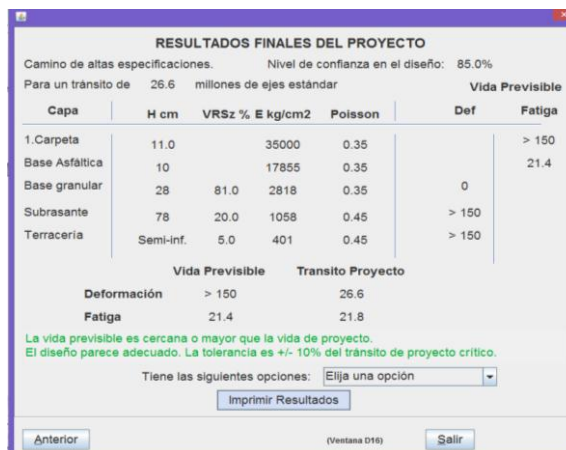 RESULTADOS FINALES DEL PROYECTO
Camino de altas especificaciones. Nivel de confianza en el diseño: 85.0%
Para un tránsito de 26.6 millones de ejes estándar Vida Previsible
Capa H cm VRSz % E kg/cm2 Poisson Def Fatiga
1.Carpeta 11.0 35000 0.35 > 150
Base Asfáltica 10 17855 0.35 21.4
Base granular 28 81.0 2818 0.35 0
Subrasante 78 20.0 1058 0.45 > 150
Terracería Semi-inf. 5.0 401 0.45 > 150
Vida Previsible Transito Proyecto
Deformación > 150 26.6
Fatiga 21.4 21.8
La vida previsible es cercana o mayor que la vida de proyecto.
El diseño parece adecuado. La tolerancia es +/- 10% del tránsito de proyecto crítico.
Tiene las siguientes opciones: Elija una opción
Imprimir Resultados
Anterior (Ventana D16) Salir